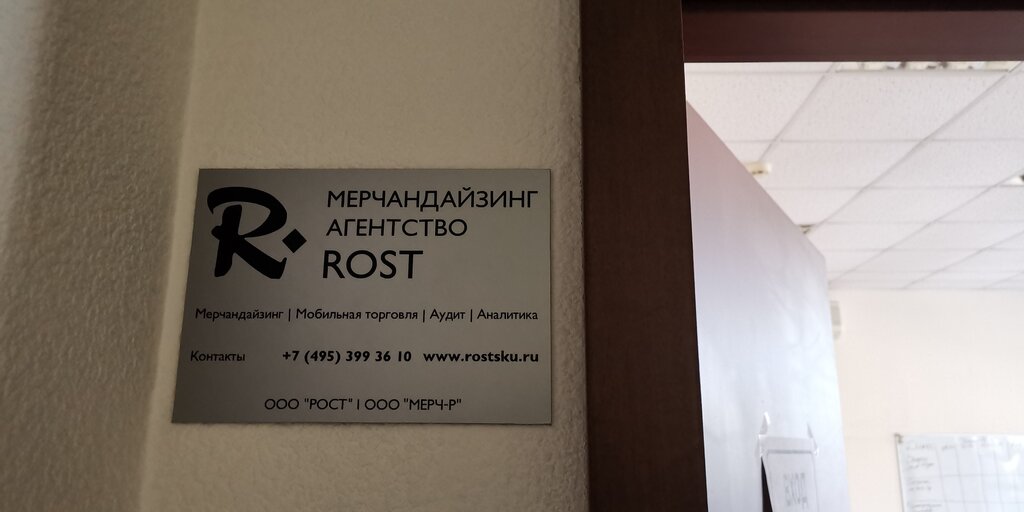 R
МЕРЧАНДАЙЗИНГ
АГЕНТСТВО
ROST
Мерчандайзинг | Мобильная торговля | Аудит | Аналитика
Контакты +7 (495) 399 36 10 www.rostsku.ru
ООО "РОСТ" I ООО "МЕРЧ-Р"